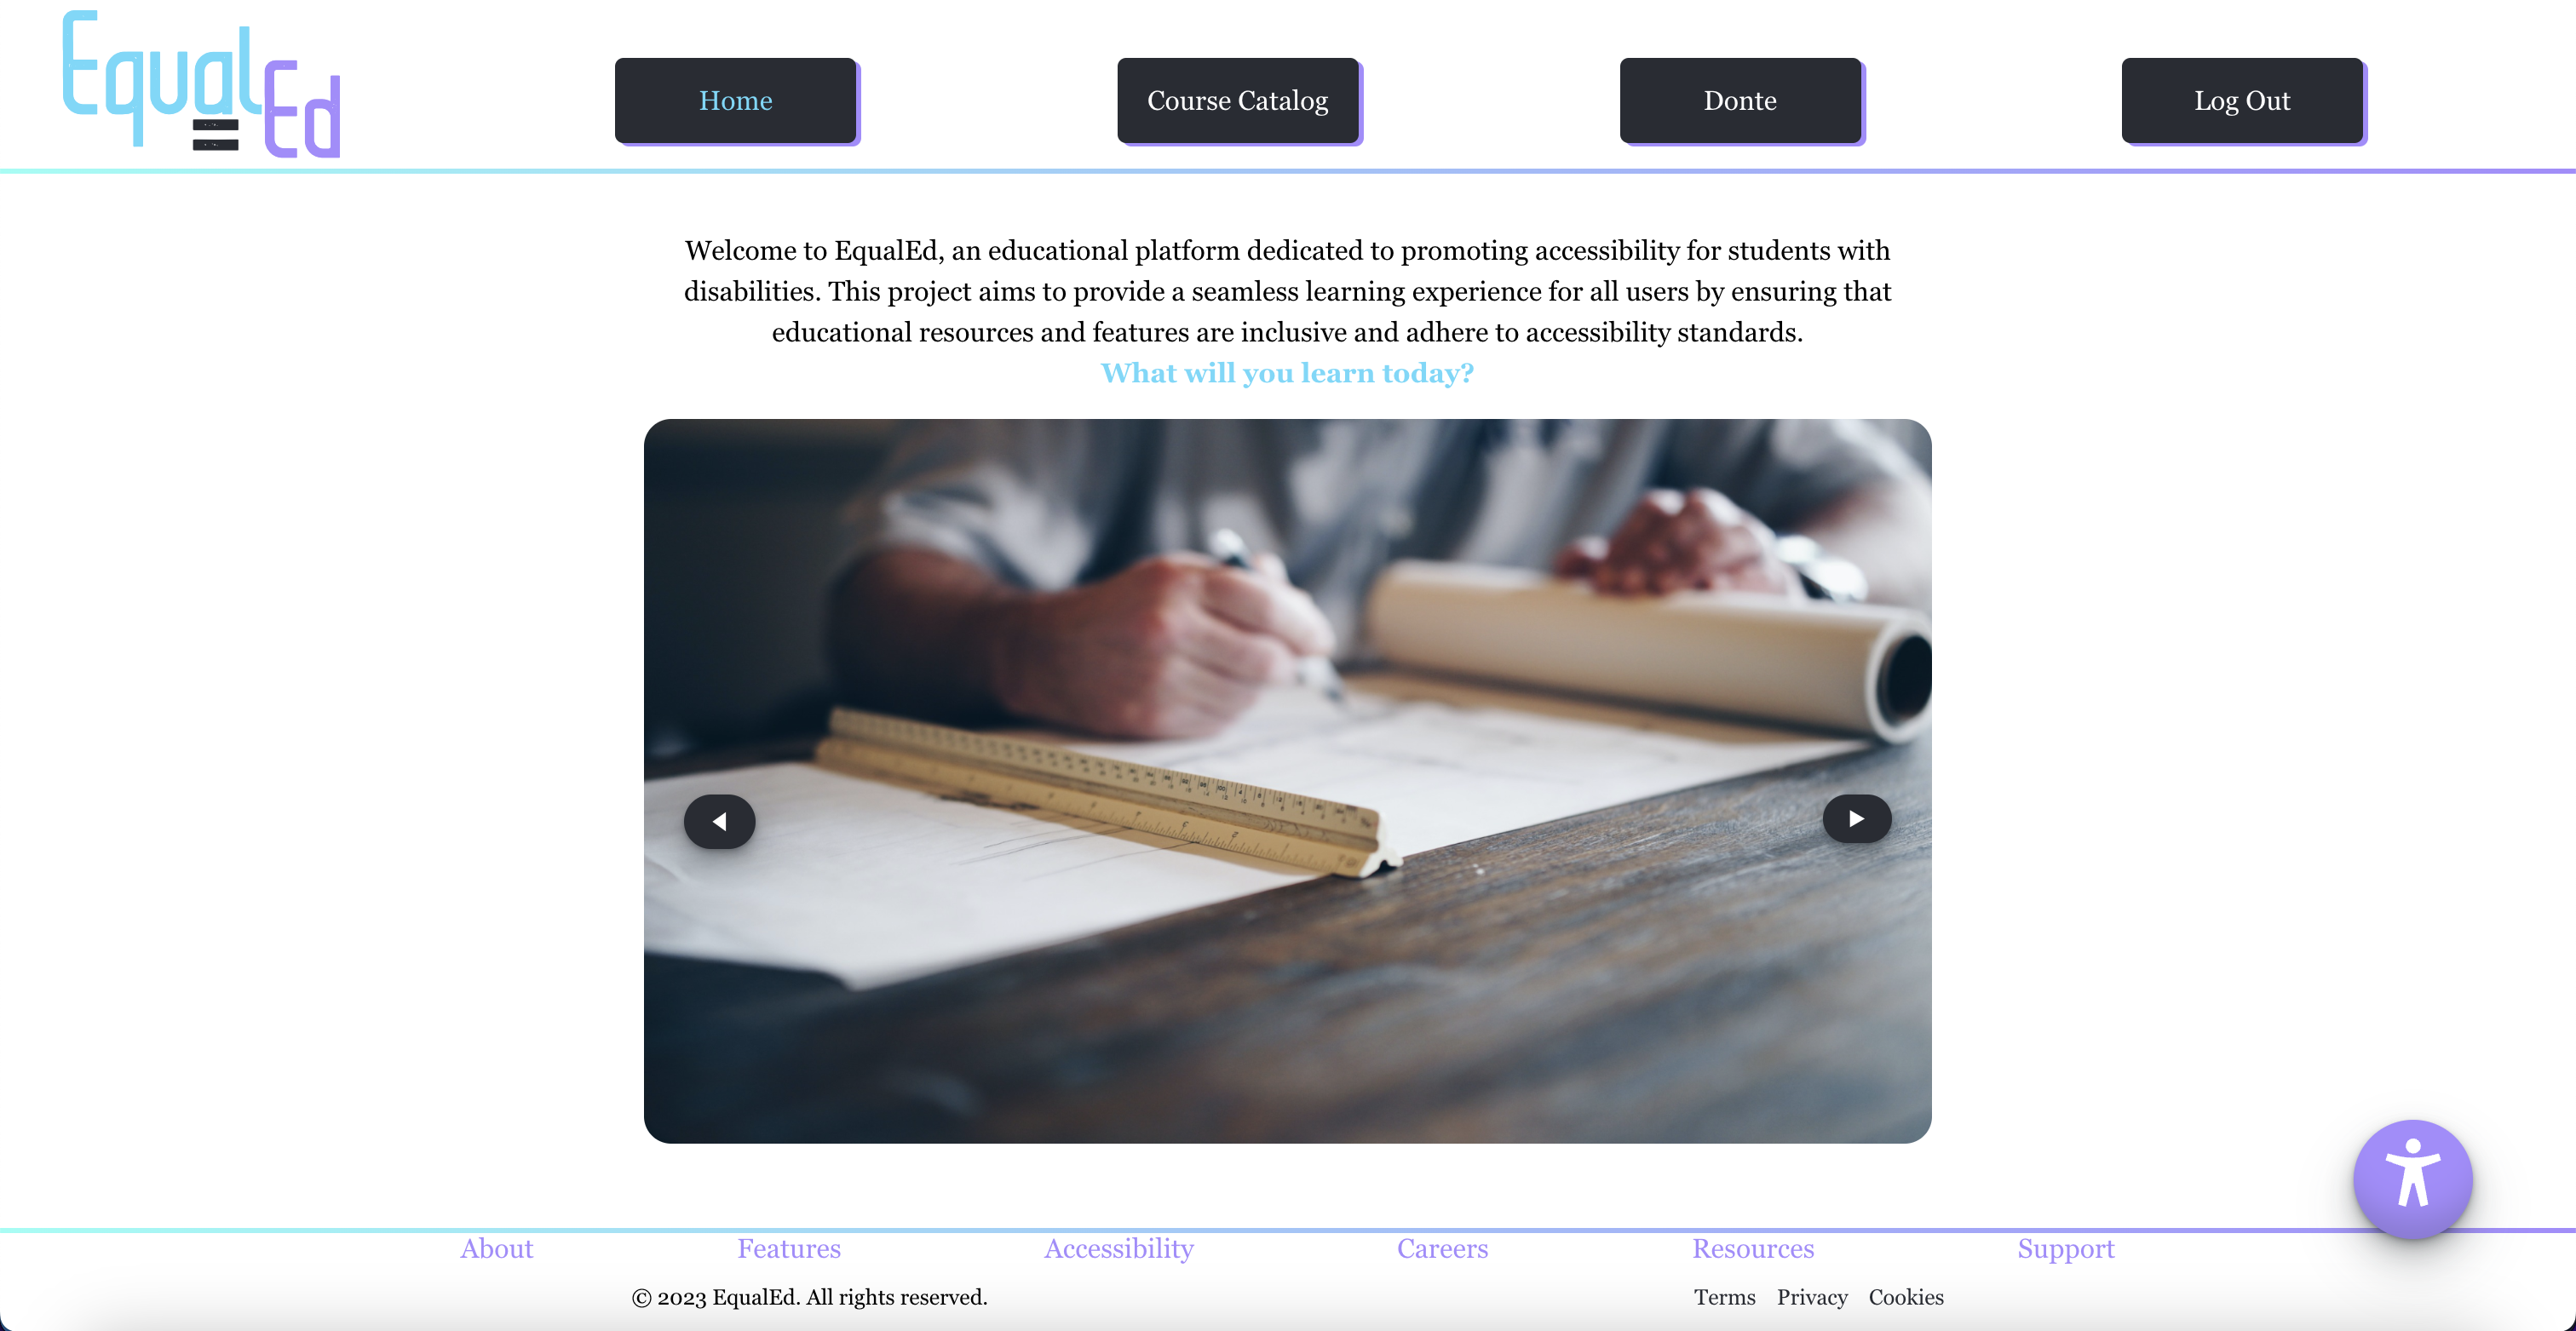 EqualEd
Home
Course Catalog
Donte
Log Out
Welcome to EqualEd, an educational platform dedicated to promoting accessibility for students with
disabilities. This project aims to provide a seamless learning experience for all users by ensuring that
educational resources and features are inclusive and adhere to accessibility standards.
What will you learn today?
About
Features
Accessibility
Careers
Resources
Support
© 2023 EqualEd. All rights reserved.
Terms
Privacy
Cookies